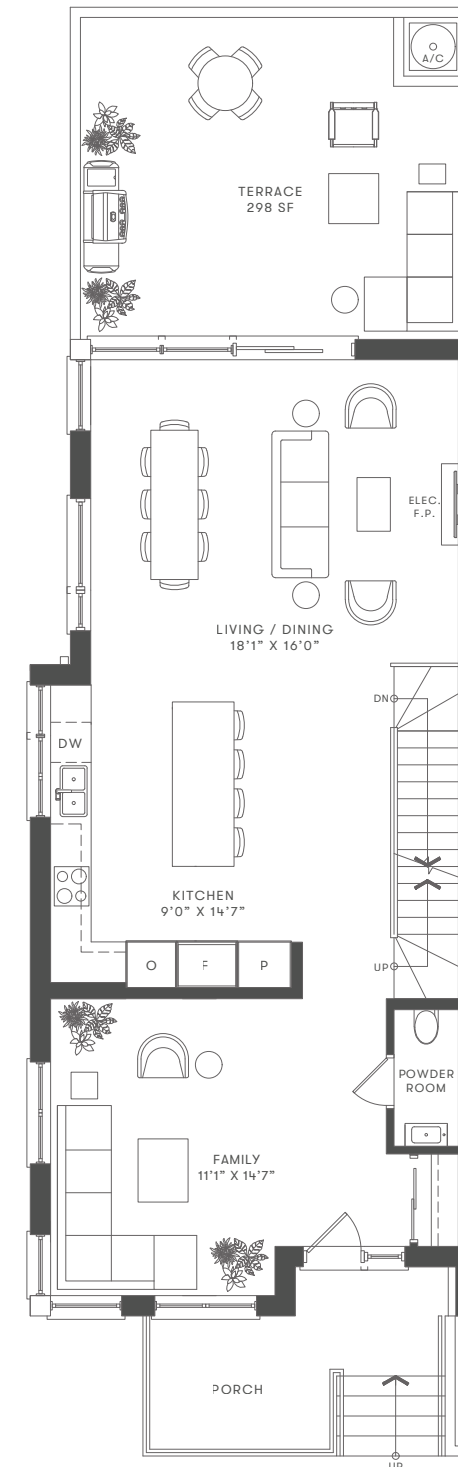 A/C
TERRACE
298 SF
ELEC.
F.P.
LIVING / DINING
18'1" X 16'0"
DN
DW
KITCHEN
9'0" X 14'7"
O
F
P
UP
POWDER
ROOM
FAMILY
11'1" X 14'7"
PORCH
UP